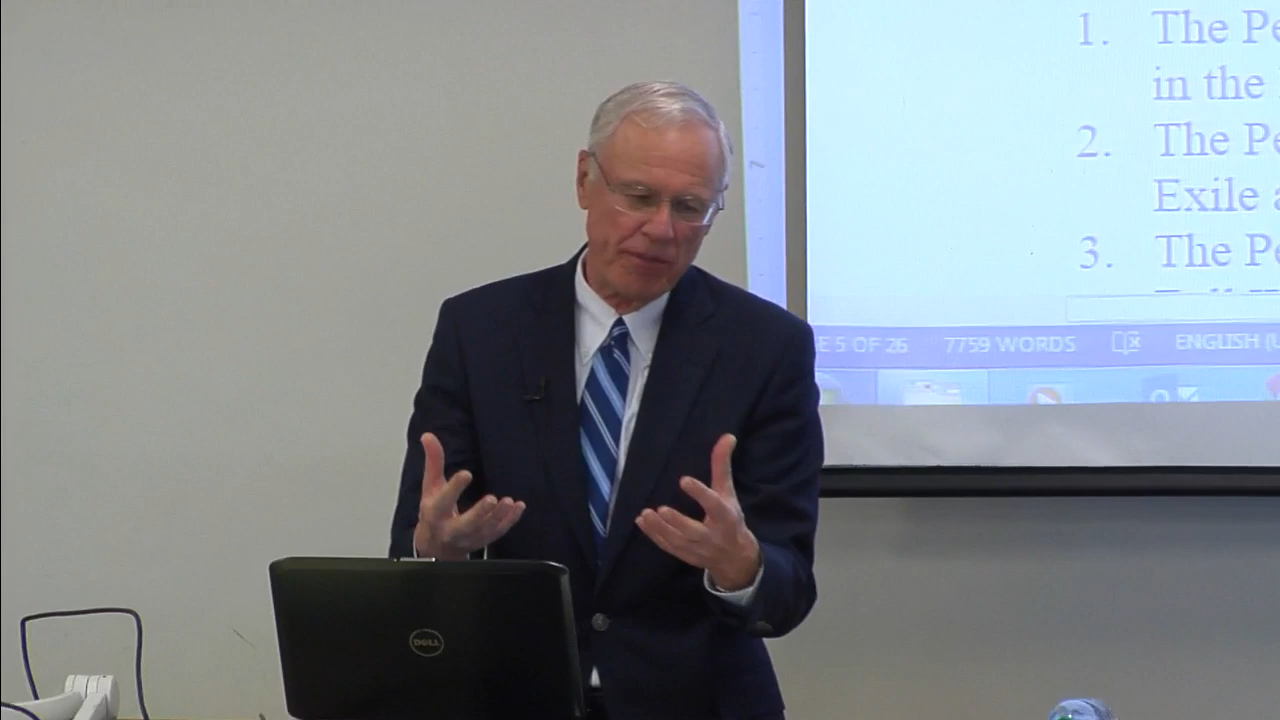 1. The Pe
in the
2. The Pe
Exile a
3. The Pe
E 5 OF 26 7759 WORDS ENGLISH (U
DELL